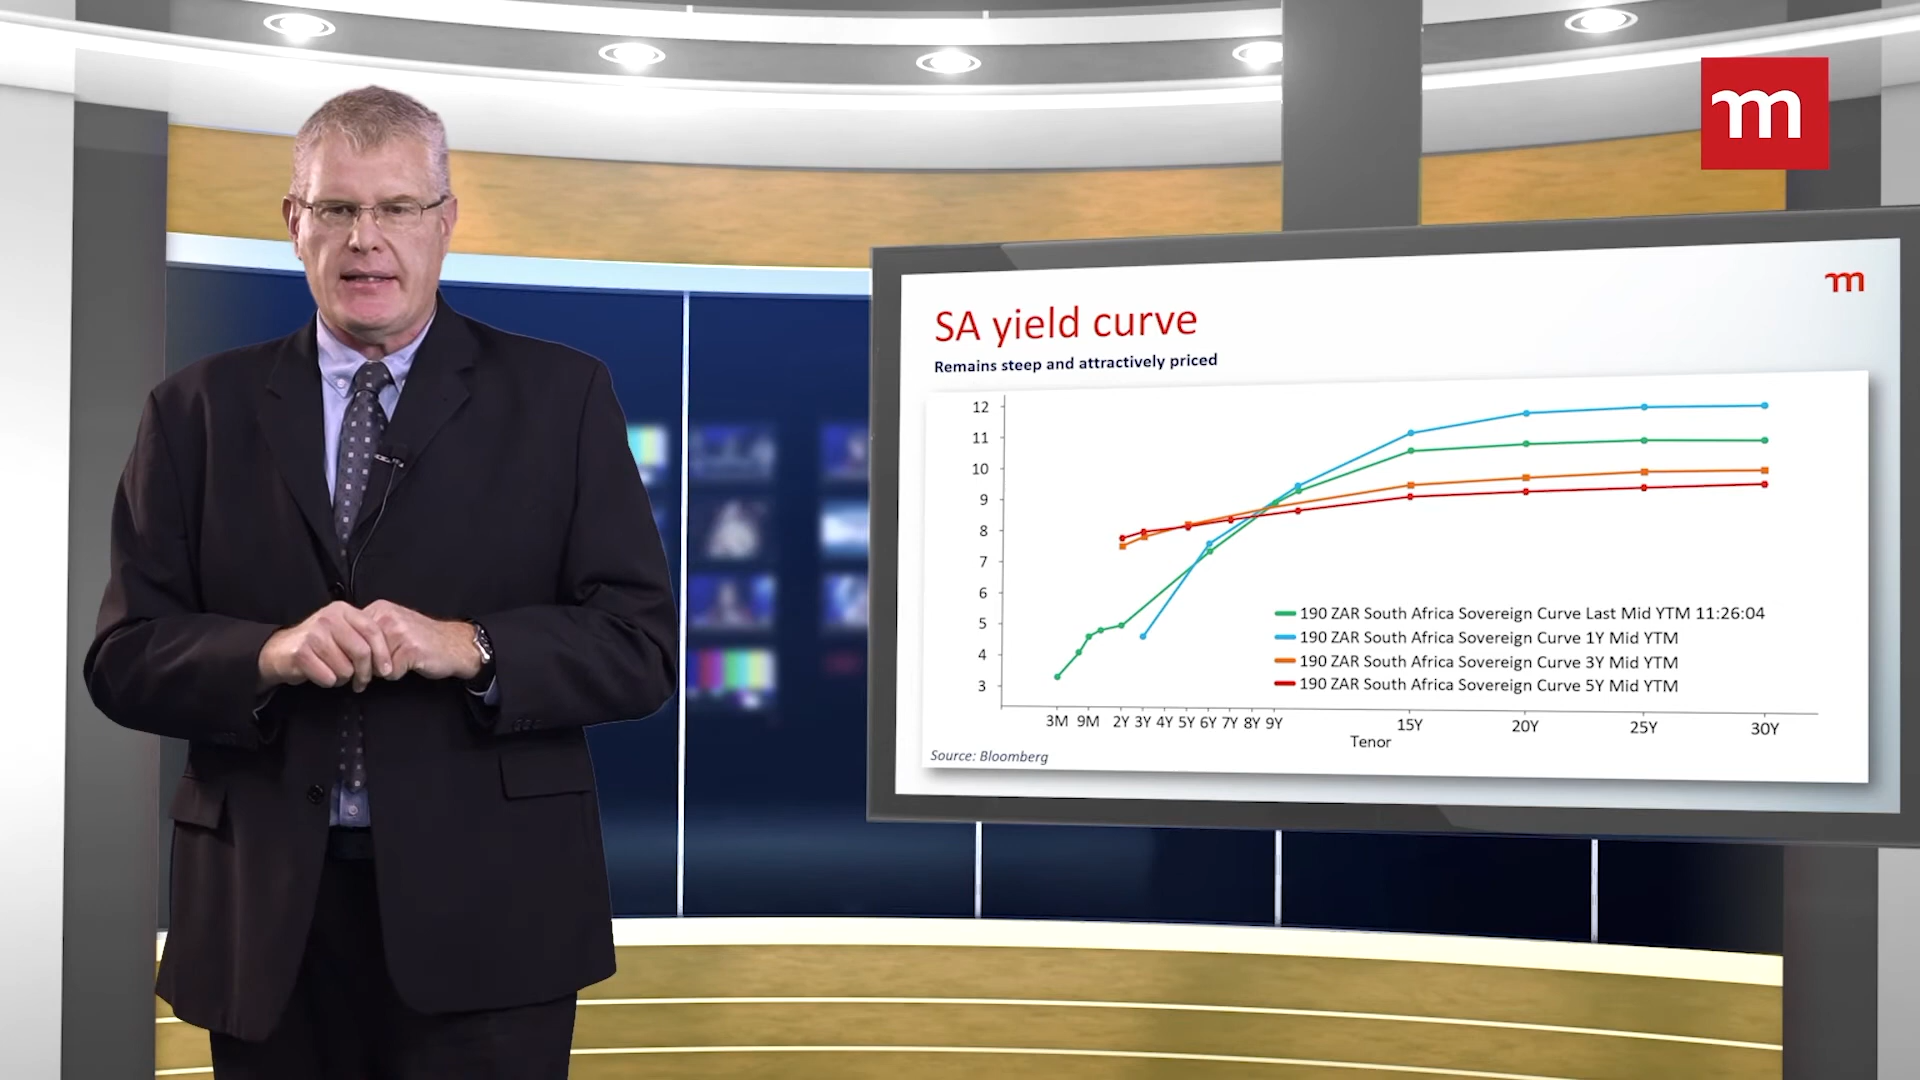 m
m
SA yield curve
Remains steep and attractively priced
12
11
10
9
8
7
6
5
4
3
190 ZAR South Africa Sovereign Curve Last Mid YTM 11:26:04
190 ZAR South Africa Sovereign Curve 1Y Mid YTM
190 ZAR South Africa Sovereign Curve 3Y Mid YTM
190 ZAR South Africa Sovereign Curve 5Y Mid YTM
3M 9M 2Y 3Y 4Y 5Y 6Y 7Y 8Y 9Y 15Y 20Y 25Y 30Y
Tenor
Source: Bloomberg